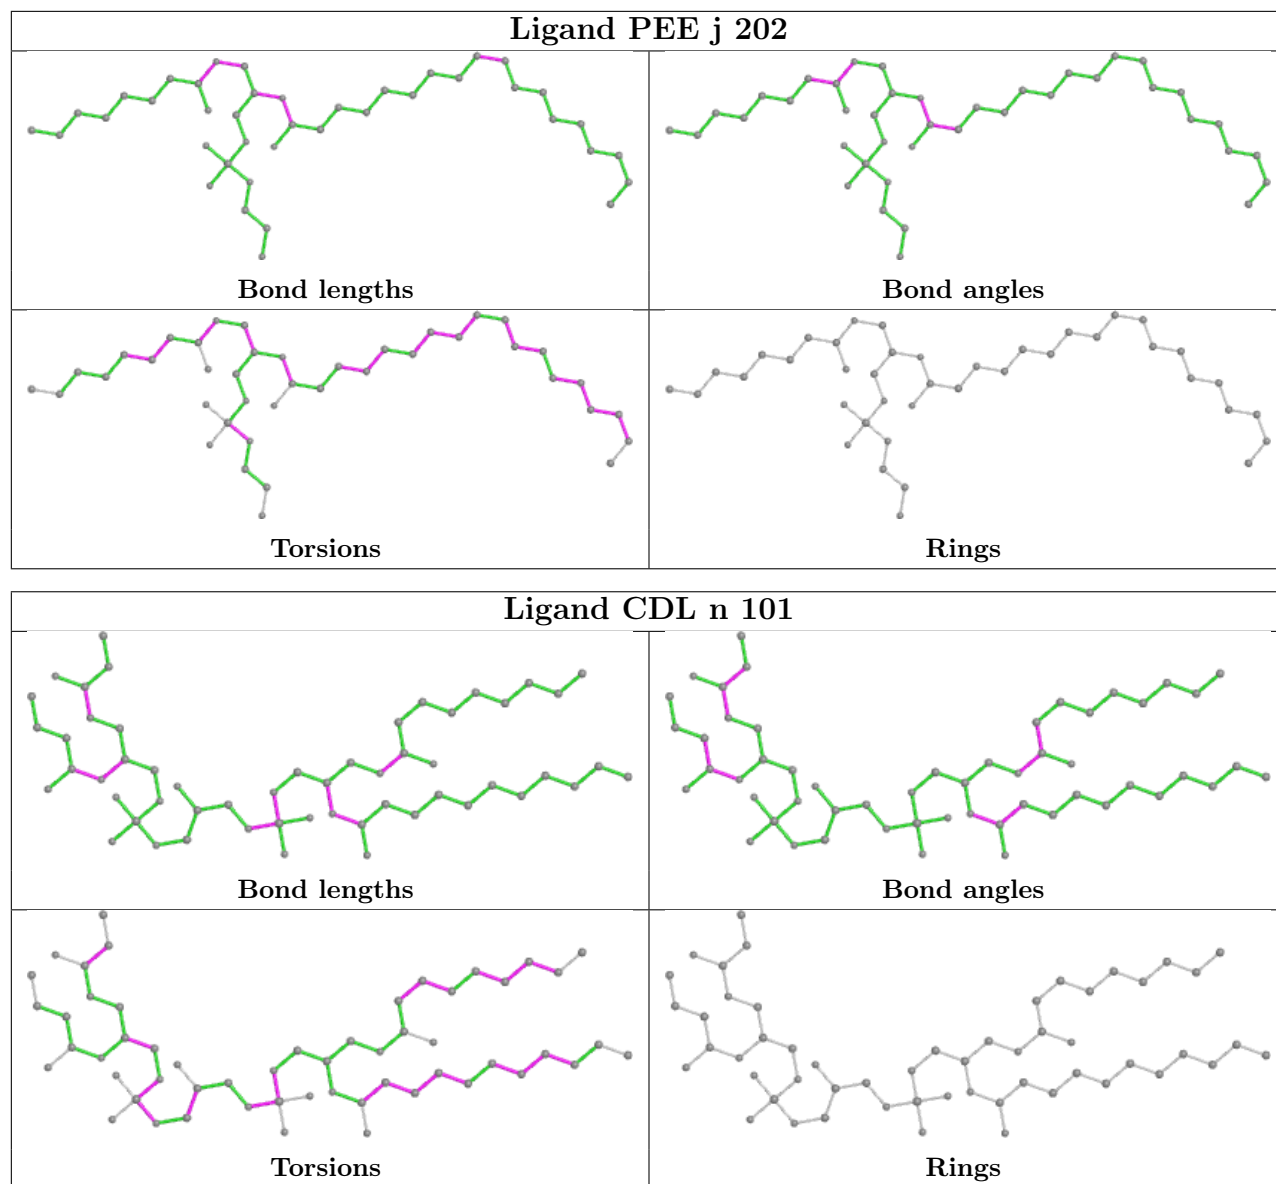 Ligand PEE j 202
Bond lengths
Bond angles
Torsions
Rings
Ligand CDL n 101
Bond lengths
Bond angles
Torsions
Rings